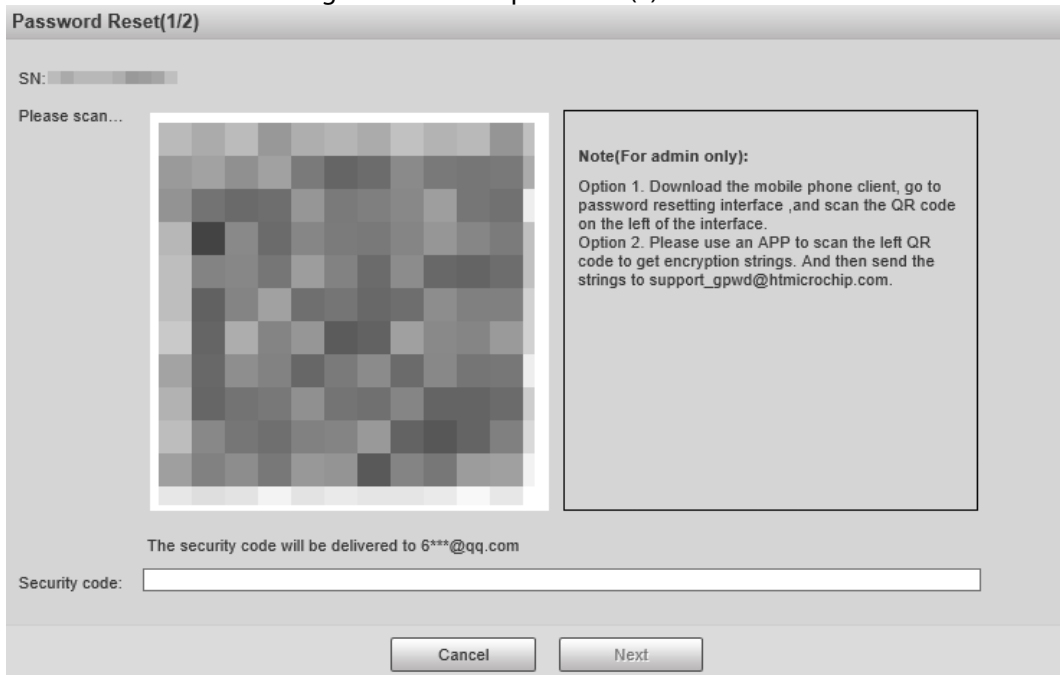 Password Reset(1/2)
SN:
Please scan...
Note(For admin only):
Option 1. Download the mobile phone client, go to
password resetting interface ,and scan the QR code
on the left of the interface.
Option 2. Please use an APP to scan the left QR
code to get encryption strings. And then send the
strings to support_gpwd@htmicrochip.com.
The security code will be delivered to 6***@qq.com
Security code:
Cancel
Next